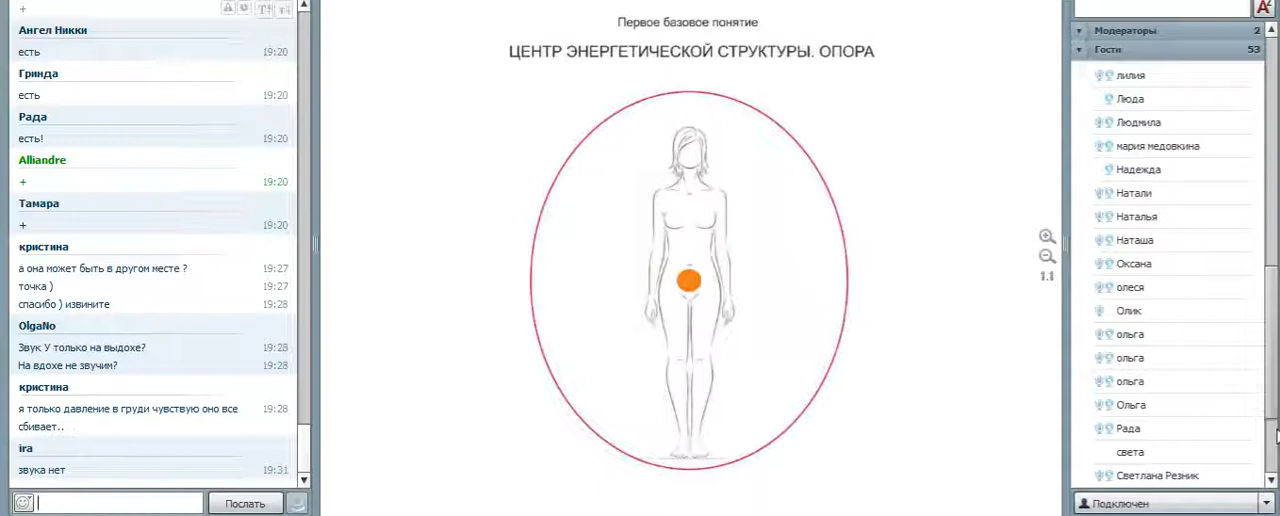 +
Ангел Никки
есть 19:20
Гринда
есть 19:20
Рада
есть! 19:20
Alliandre
+ 19:20
Тамара
+ 19:20
кристина
а она может быть в другом месте ? 19:27
точка ) 19:27
спасибо ) извините 19:28
OlgaNo
Звук У только на выдохе? 19:28
На вдохе не звучим? 19:28
кристина
я только давление в груди чувствую оно все 19:28
сбивает..
ira
звука нет 19:31
Послать
Первое базовое понятие
ЦЕНТР ЭНЕРГЕТИЧЕСКОЙ СТРУКТУРЫ. ОПОРА
1.1
Модераторы 2
Гости 53
лилия
Люда
Людмила
мария медовкина
Надежда
Натали
Наталья
Наташа
Оксана
олеся
Олик
ольга
ольга
ольга
Ольга
Рада
света
Светлана Резник
Подключен